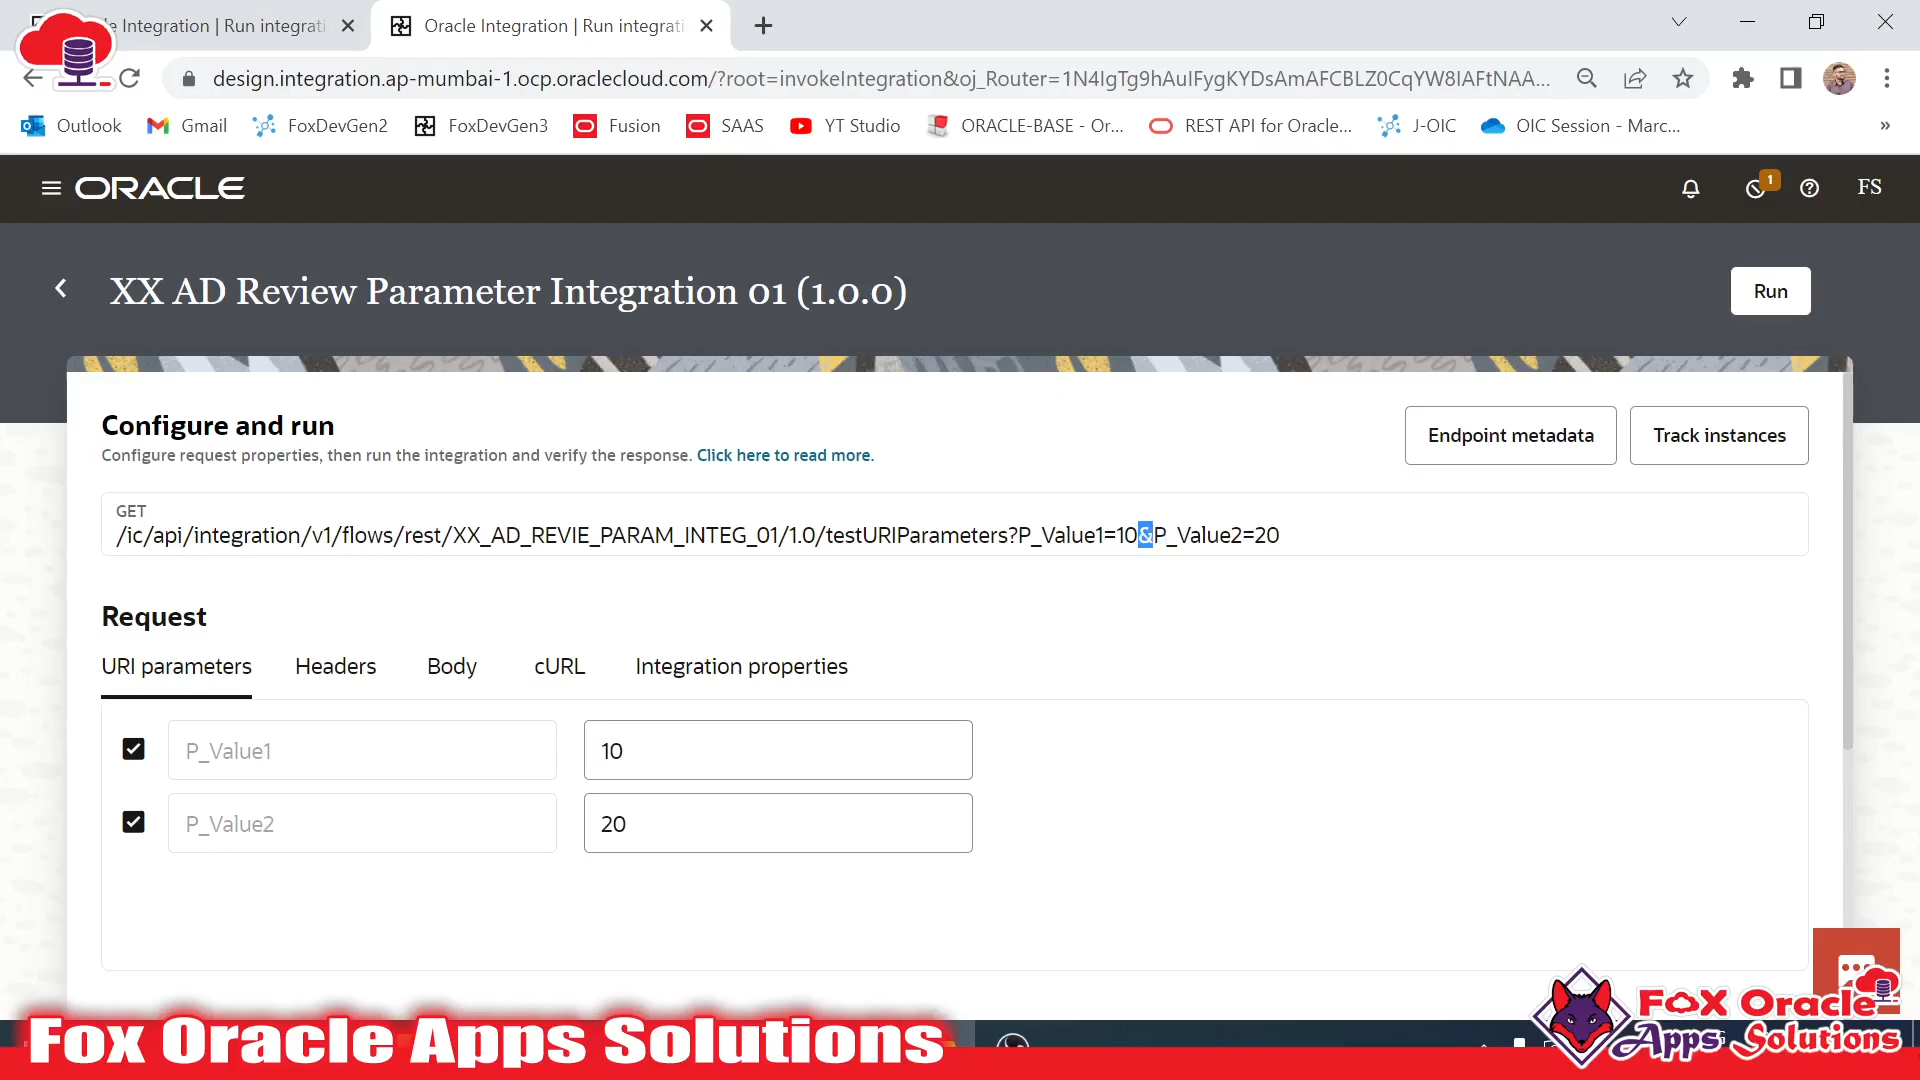 le Integration | Run integrati
Oracle Integration | Run integrati
design.integration.ap-mumbai-1.ocp.oraclecloud.com/?root=invokeIntegration&oj_Router=1N4IgTg9hAuIFygKYDsAmAFCBLZ0CqYW8IAFtNAA...
Outlook
Gmail
FoxDevGen2
FoxDevGen3
Fusion
SAAS
YT Studio
ORACLE-BASE - Or...
REST API for Oracle...
J-OIC
OIC Session - Marc...
»
ORACLE
1
FS
XX AD Review Parameter Integration 01 (1.0.0)
Run
Configure and run
Configure request properties, then run the integration and verify the response. Click here to read more.
Endpoint metadata
Track instances
GET
/ic/api/integration/v1/flows/rest/XX_AD_REVIE_PARAM_INTEG_01/1.0/testURIParameters?P_Value1=10&P_Value2=20
Request
URI parameters
Headers
Body
cURL
Integration properties
P_Value1
10
P_Value2
20
Fox Oracle Apps Solutions
Fox Oracle
Apps Solutions